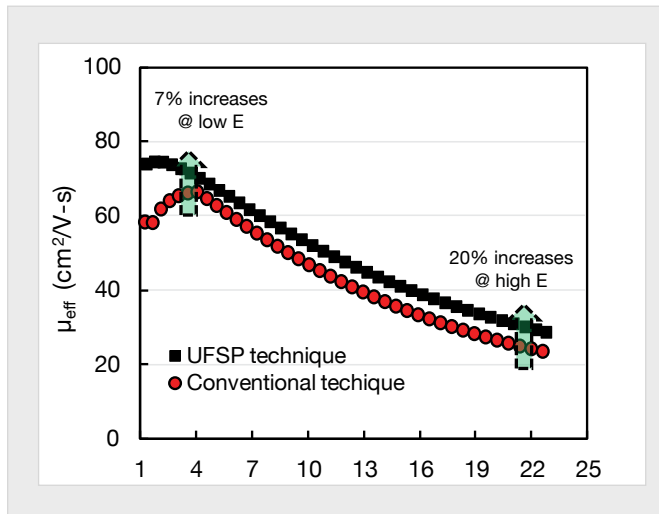 100
7% increases
@ low E
80
60
μeff (cm²/V-s)
20% increases
@ high E
40
UFSP technique
Conventional techique
20
0
1 4 7 10 13 16 19 22 25